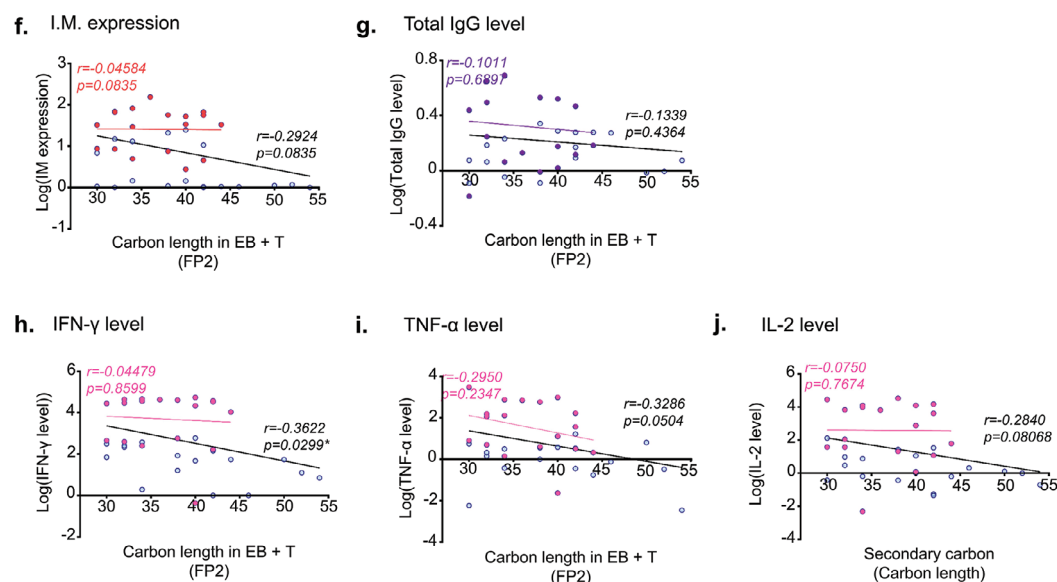 f. I.M. expression
r=-0.04584
p=0.0835
r=-0.2924
p=0.0835
Log(IM expression)
3
2
1
0
-1
30 35 40 45 50 55
Carbon length in EB + T
(FP2)
g. Total IgG level
r=-0.1011
p=0.6897
r=-0.1339
p=0.4364
Log(Total IgG level)
0.8
0.4
0
-0.4
30 35 40 45 50 55
Carbon length in EB + T
(FP2)
h. IFN-γ level
r=-0.04479
p=0.8599
r=-0.3622
p=0.0299*
Log(IFN-γ level))
6
4
2
0
-2
30 35 40 45 50 55
Carbon length in EB + T
(FP2)
i. TNF-α level
r=-0.2950
p=0.2347
r=-0.3286
p=0.0504
Log(TNF-α level)
4
2
0
-2
-4
30 35 40 45 50 55
Carbon length in EB + T
(FP2)
j. IL-2 level
r=-0.0750
p=0.7674
r=-0.2840
p=0.08068
Log(IL-2 level)
6
4
2
0
-2
-4
30 35 40 45 50 55
Secondary carbon
(Carbon length)